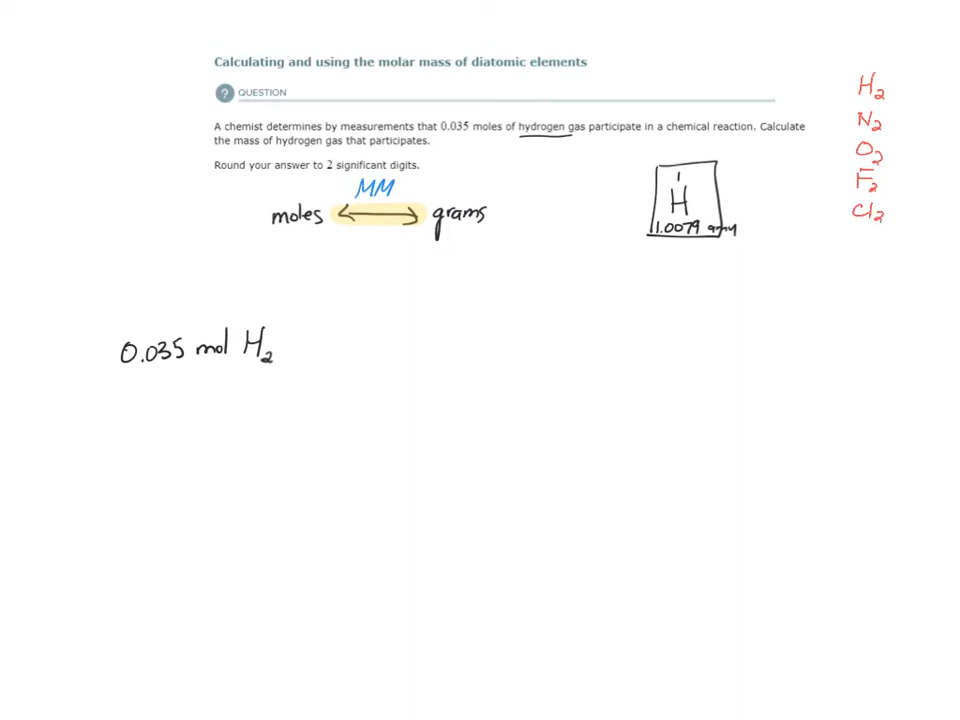 Calculating and using the molar mass of diatomic elements
? QUESTION
A chemist determines by measurements that 0.035 moles of hydrogen gas participate in a chemical reaction. Calculate
the mass of hydrogen gas that participates.
Round your answer to 2 significant digits.
MM
moles ⟷ grams
1
H
1.0079 amu
H₂
N₂
O₂
F₂
Cl₂
0.035 mol H₂